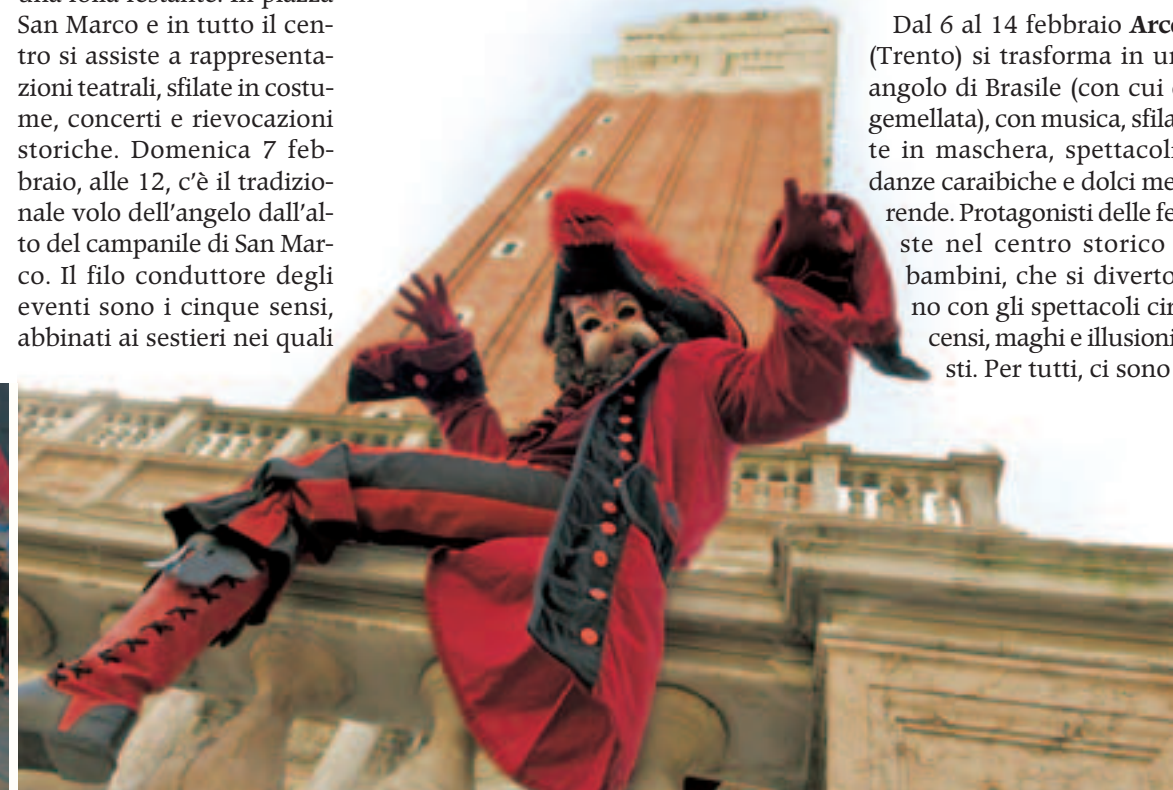 una folla festante. In piazza
San Marco e in tutto il cen-
tro si assiste a rappresenta-
zioni teatrali, sfilate in costu-
me, concerti e rievocazioni
storiche. Domenica 7 feb-
braio, alle 12, c'è il tradizio-
nale volo dell'angelo dall'al-
to del campanile di San Mar-
co. Il filo conduttore degli
eventi sono i cinque sensi,
abbinati ai sestieri nei quali
Dal 6 al 14 febbraio Arco
(Trento) si trasforma in un
angolo di Brasile (con cui
gemellata), con musica, sfila-
te in maschera, spettacoli
danze caraibiche e dolci me-
rende. Protagonisti delle fe-
ste nel centro storico
bambini, che si diverto-
no con gli spettacoli cir-
censi, maghi e illusioni-
sti. Per tutti, ci sono